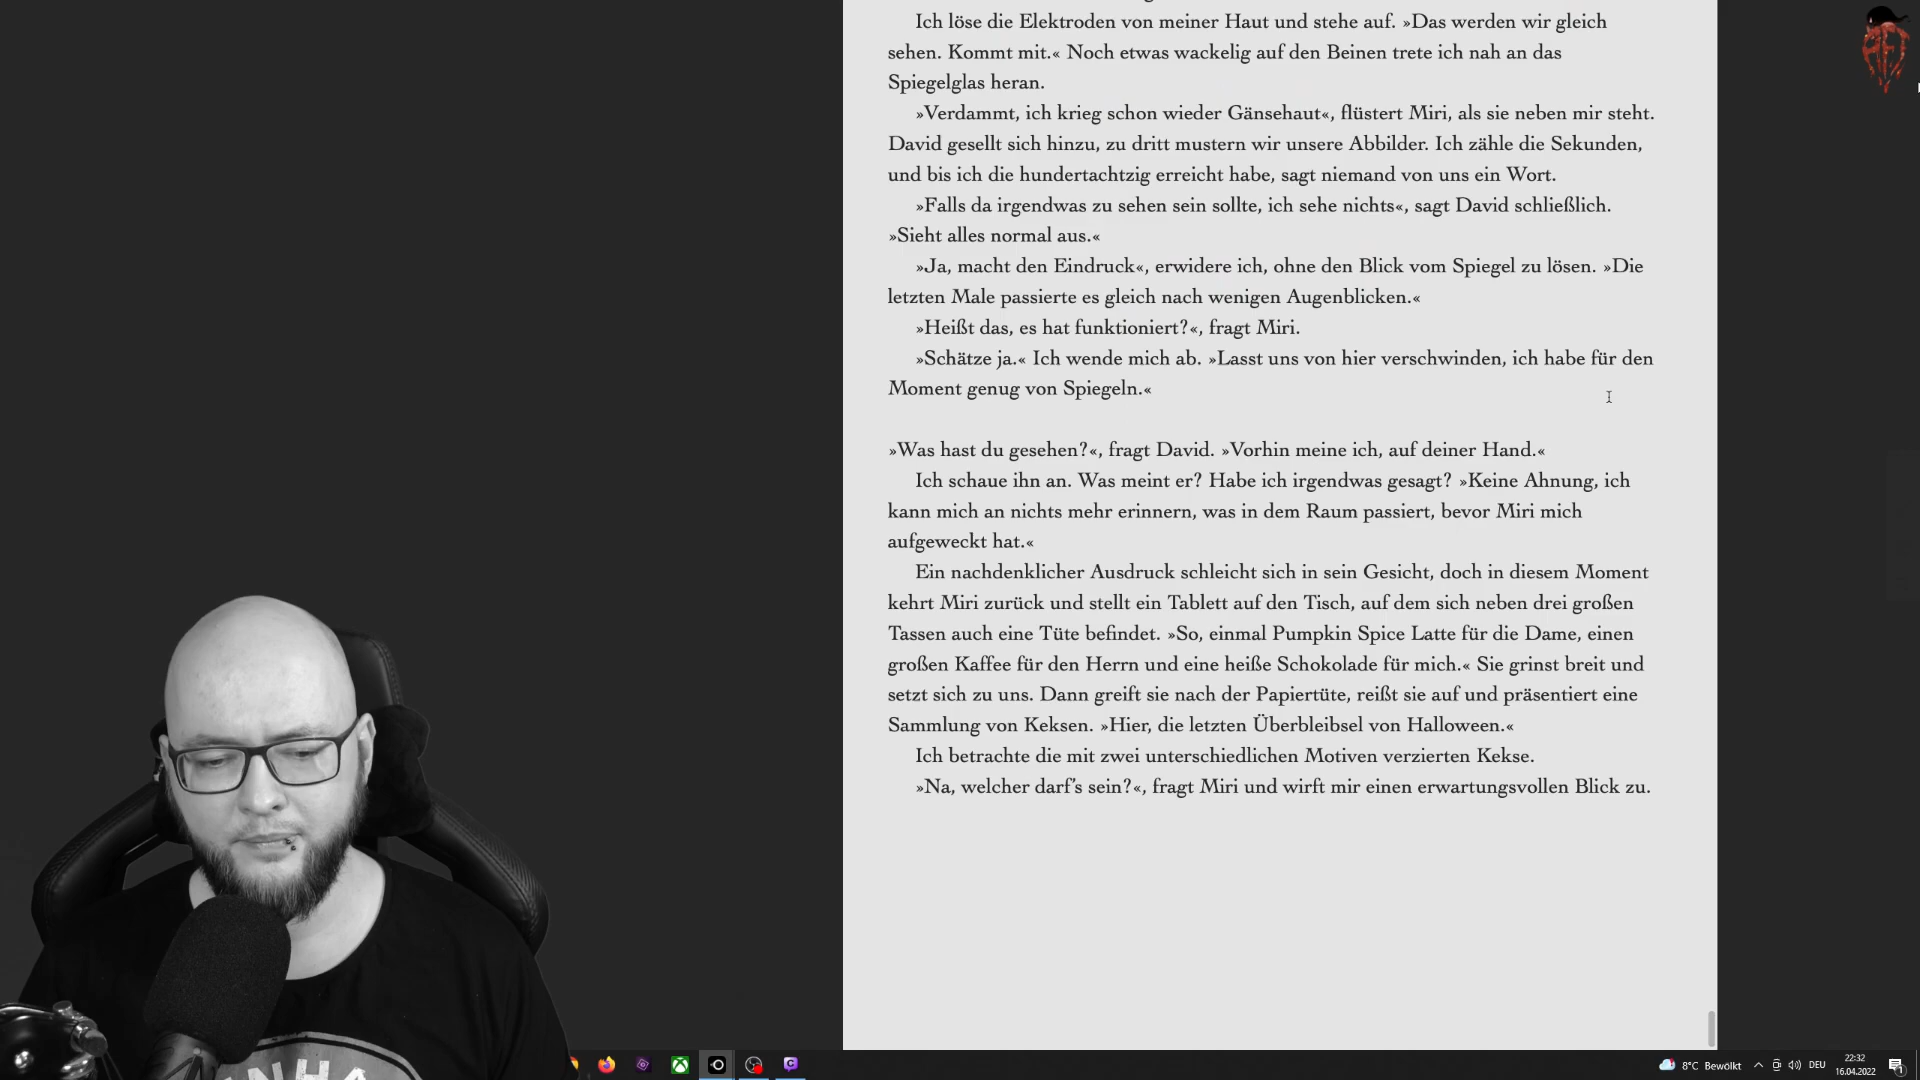 Ich löse die Elektroden von meiner Haut und stehe auf. »Das werden wir gleich
sehen. Kommt mit.« Noch etwas wackelig auf den Beinen trete ich nah an das
Spiegelglas heran.
»Verdammt, ich krieg schon wieder Gänsehaut«, flüstert Miri, als sie neben mir steht.
David gesellt sich hinzu, zu dritt mustern wir unsere Abbilder. Ich zähle die Sekunden,
und bis ich die hundertachtzig erreicht habe, sagt niemand von uns ein Wort.
»Falls da irgendwas zu sehen sein sollte, ich sehe nichts«, sagt David schließlich.
»Sieht alles normal aus.«
»Ja, macht den Eindruck«, erwidere ich, ohne den Blick vom Spiegel zu lösen. »Die
letzten Male passierte es gleich nach wenigen Augenblicken.«
»Heißt das, es hat funktioniert?«, fragt Miri.
»Schätze ja.« Ich wende mich ab. »Lasst uns von hier verschwinden, ich habe für den
Moment genug von Spiegeln.«
»Was hast du gesehen?«, fragt David. »Vorhin meine ich, auf deiner Hand.«
Ich schaue ihn an. Was meint er? Habe ich irgendwas gesagt? »Keine Ahnung, ich
kann mich an nichts mehr erinnern, was in dem Raum passiert, bevor Miri mich
aufgeweckt hat.«
Ein nachdenklicher Ausdruck schleicht sich in sein Gesicht, doch in diesem Moment
kehrt Miri zurück und stellt ein Tablett auf den Tisch, auf dem sich neben drei großen
Tassen auch eine Tüte befindet. »So, einmal Pumpkin Spice Latte für die Dame, einen
großen Kaffee für den Herrn und eine heiße Schokolade für mich.« Sie grinst breit und
setzt sich zu uns. Dann greift sie nach der Papiertüte, reißt sie auf und präsentiert eine
Sammlung von Keksen. »Hier, die letzten Überbleibsel von Halloween.«
Ich betrachte die mit zwei unterschiedlichen Motiven verzierten Kekse.
»Na, welcher darf’s sein?«, fragt Miri und wirft mir einen erwartungsvollen Blick zu.
8°C Bewölkt
DEU
22:32
16.04.2022